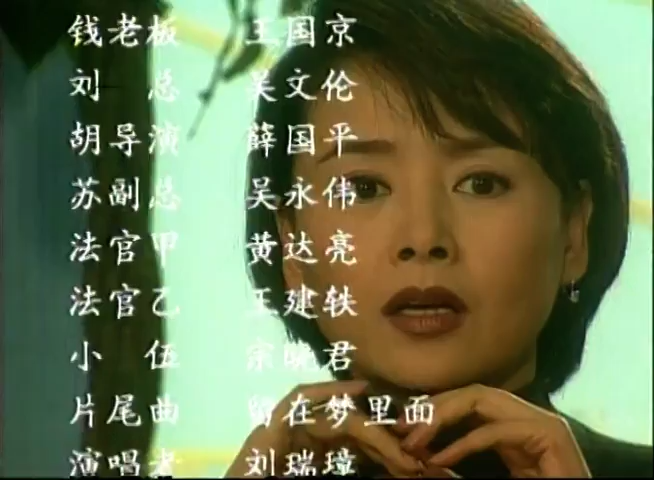 钱老板 王国京
刘 总 吴文伦
胡导演 薛国平
苏副总 吴永伟
法官甲 黄达亮
法官乙 王建轶
小 伍 余晓君
片尾曲 留在梦里面
演唱者 刘瑞璋